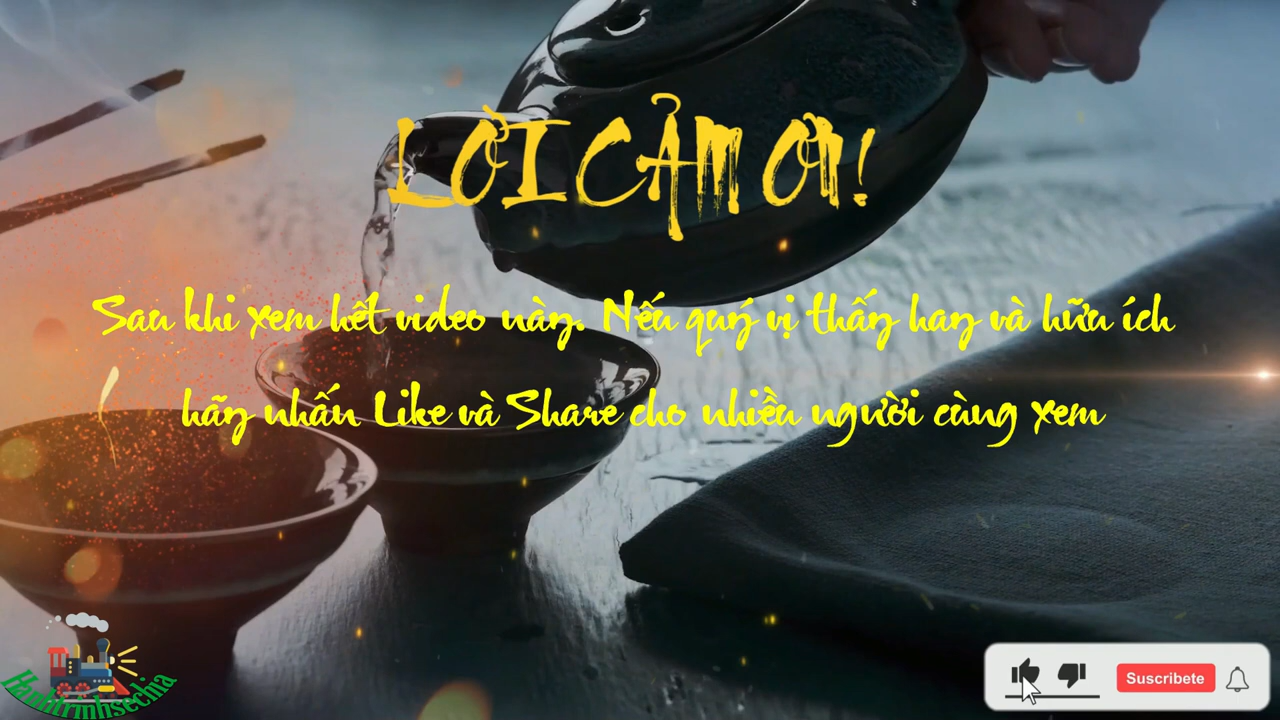 LỜI CẢM ƠN!
Sau khi xem hết video này. Nếu quý vị thấy hay và hữu ích
hãy nhấn Like và Share cho nhiều người cùng xem
Hanhtrinhsechia
Suscribete